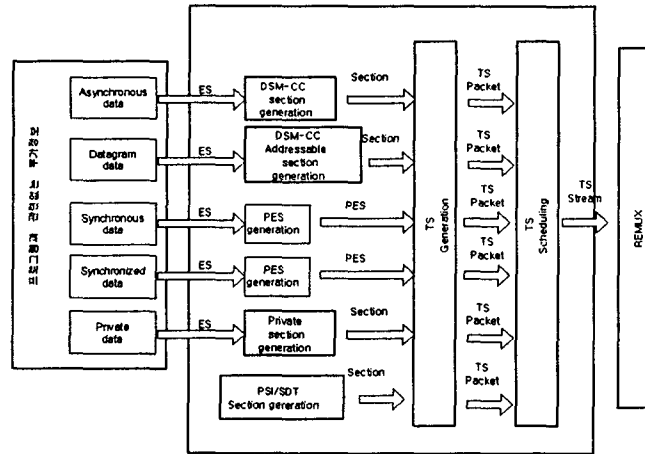 Asynchronous
data
ES
DSM-CC
section
generation
Section
TS
Packet
Datagram
data
ES
DSM-CC
Addressable
section
generation
Section
TS
Packet
Synchronous
data
ES
PES
generation
PES
TS
Packet
Synchronized
data
ES
PES
generation
PES
TS
Packet
Private
data
ES
Private
section
generation
Section
TS
Packet
PSI/SDT
Section gereration
Section
TS
Packet
TS
Generation
TS
Scheduling
TS
Stream
REMUX